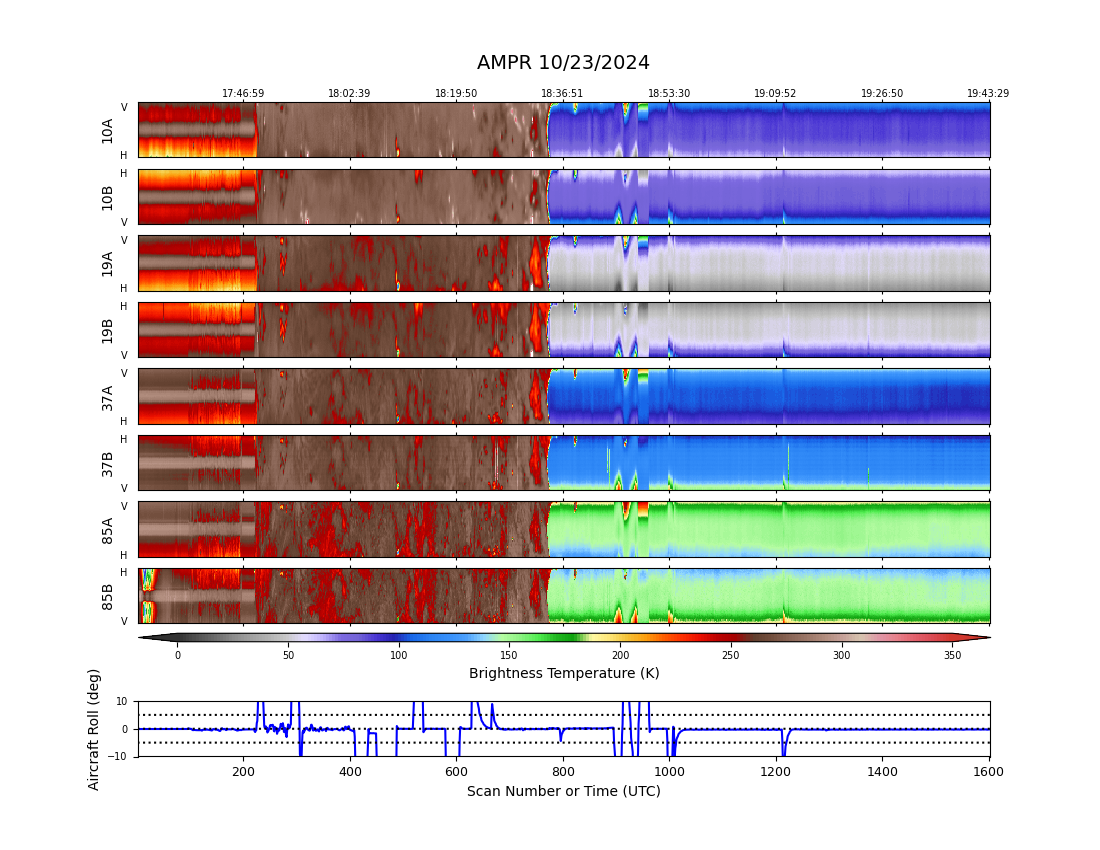 AMPR 10/23/2024
17:46:59 18:02:39 18:19:50 18:36:51 18:53:30 19:09:52 19:26:50 19:43:29
V
10A
H
H
10B
V
V
19A
H
H
19B
V
V
37A
H
H
37B
V
V
85A
H
H
85B
V
0 50 100 150 200 250 300 350
Brightness Temperature (K)
Aircraft Roll (deg)
10
0
−10
200 400 600 800 1000 1200 1400 1600
Scan Number or Time (UTC)